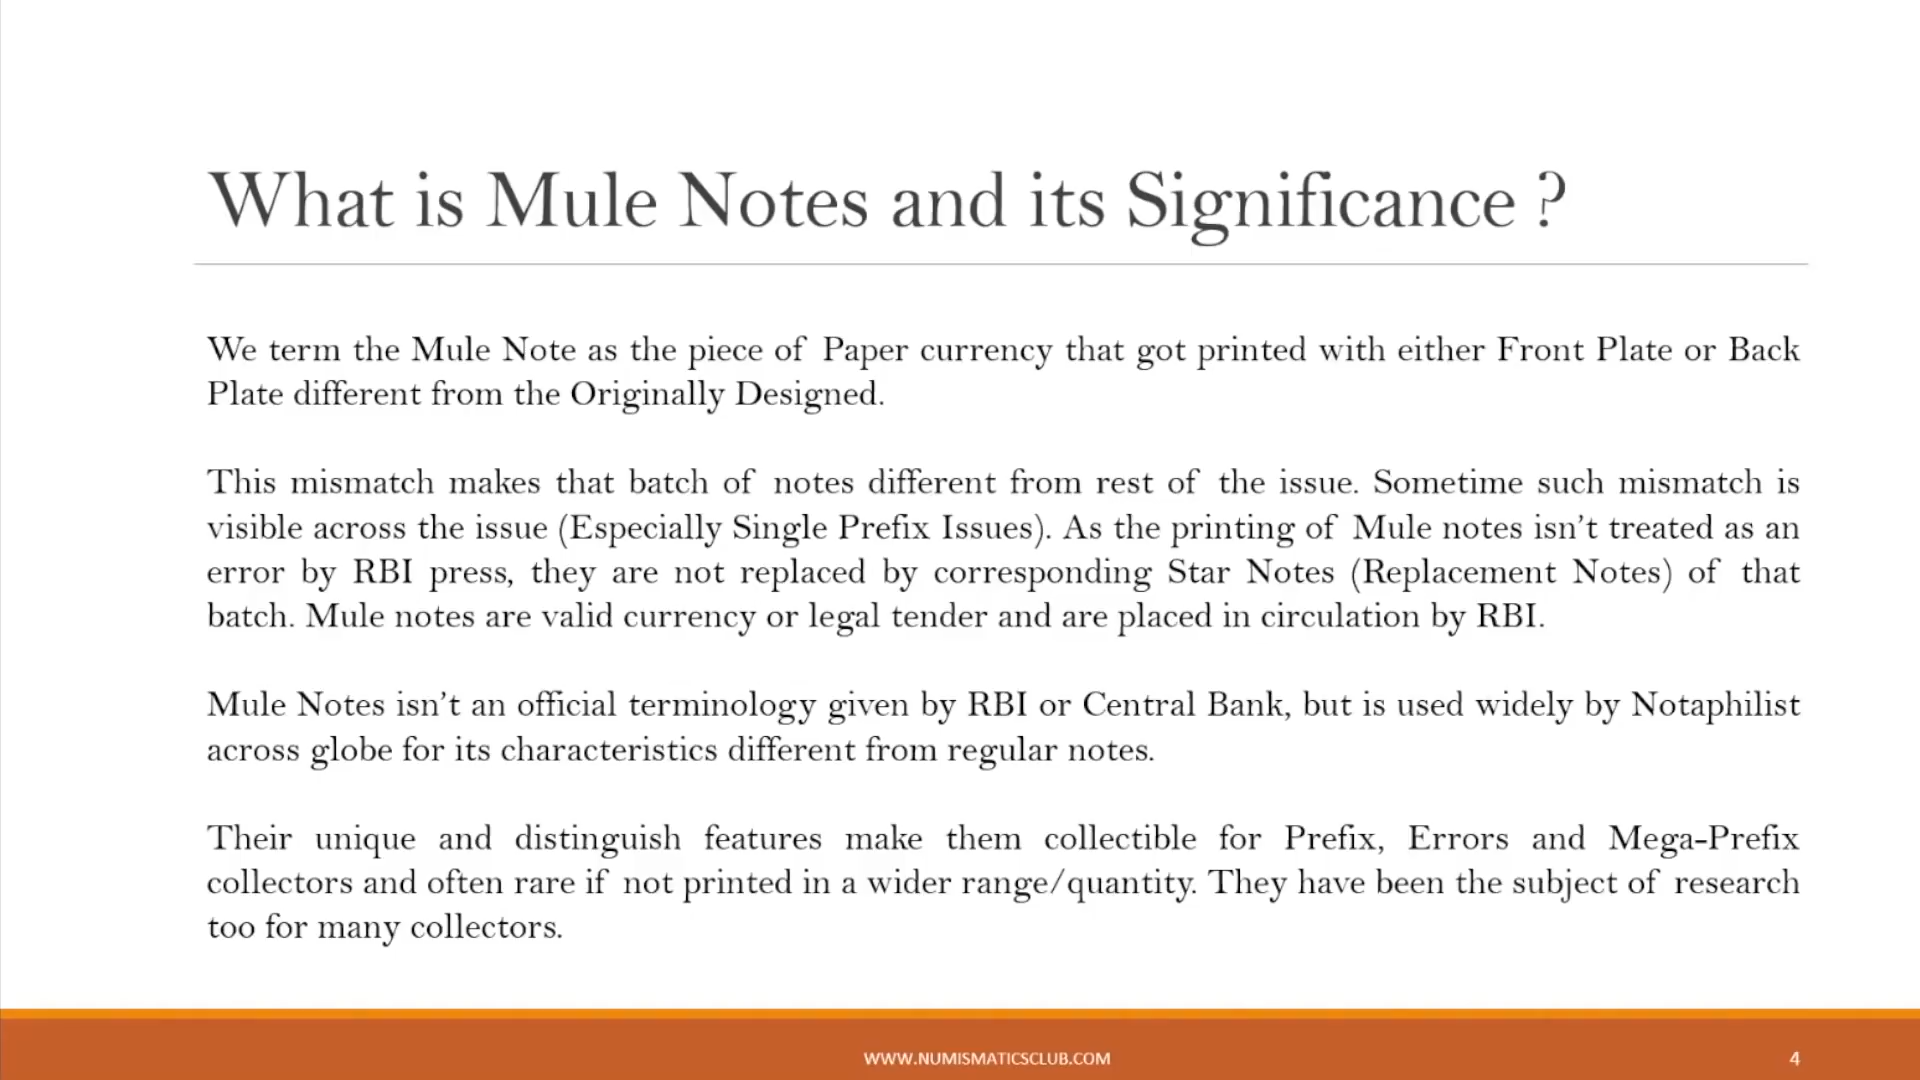 What is Mule Notes and its Significance ?
We term the Mule Note as the piece of Paper currency that got printed with either Front Plate or Back
Plate different from the Originally Designed.
This mismatch makes that batch of notes different from rest of the issue. Sometime such mismatch is
visible across the issue (Especially Single Prefix Issues). As the printing of Mule notes isn't treated as an
error by RBI press, they are not replaced by corresponding Star Notes (Replacement Notes) of that
batch. Mule notes are valid currency or legal tender and are placed in circulation by RBI.
Mule Notes isn't an official terminology given by RBI or Central Bank, but is used widely by Notaphilist
across globe for its characteristics different from regular notes.
Their unique and distinguish features make them collectible for Prefix, Errors and Mega-Prefix
collectors and often rare if not printed in a wider range/quantity. They have been the subject of research
too for many collectors.
WWW.NUMISMATICSCLUB.COM
4